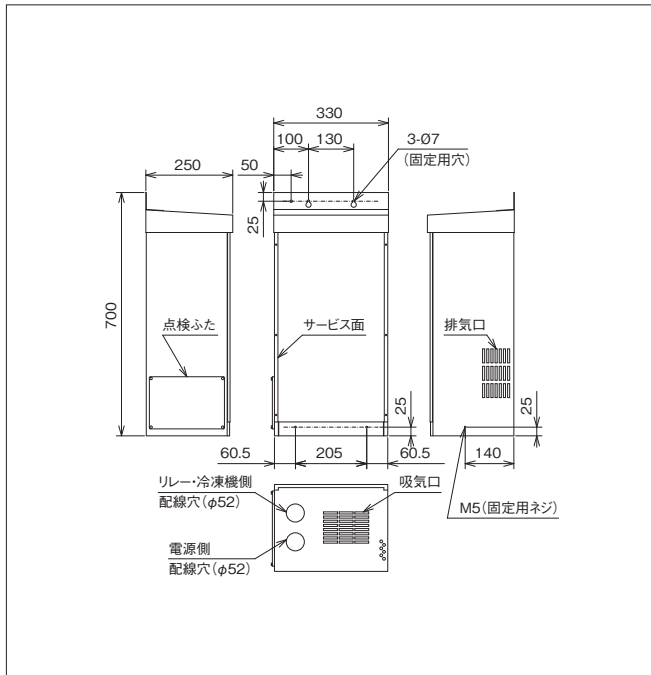 330
100
130
3-Ø7
(固定用穴)
50
250
25
700
点検ふた
サービス面
排気口
25
25
60.5
205
60.5
140
リレー・冷凍機側
配線穴(φ52)
吸気口
M5(固定用ネジ)
電源側
配線穴(φ52)